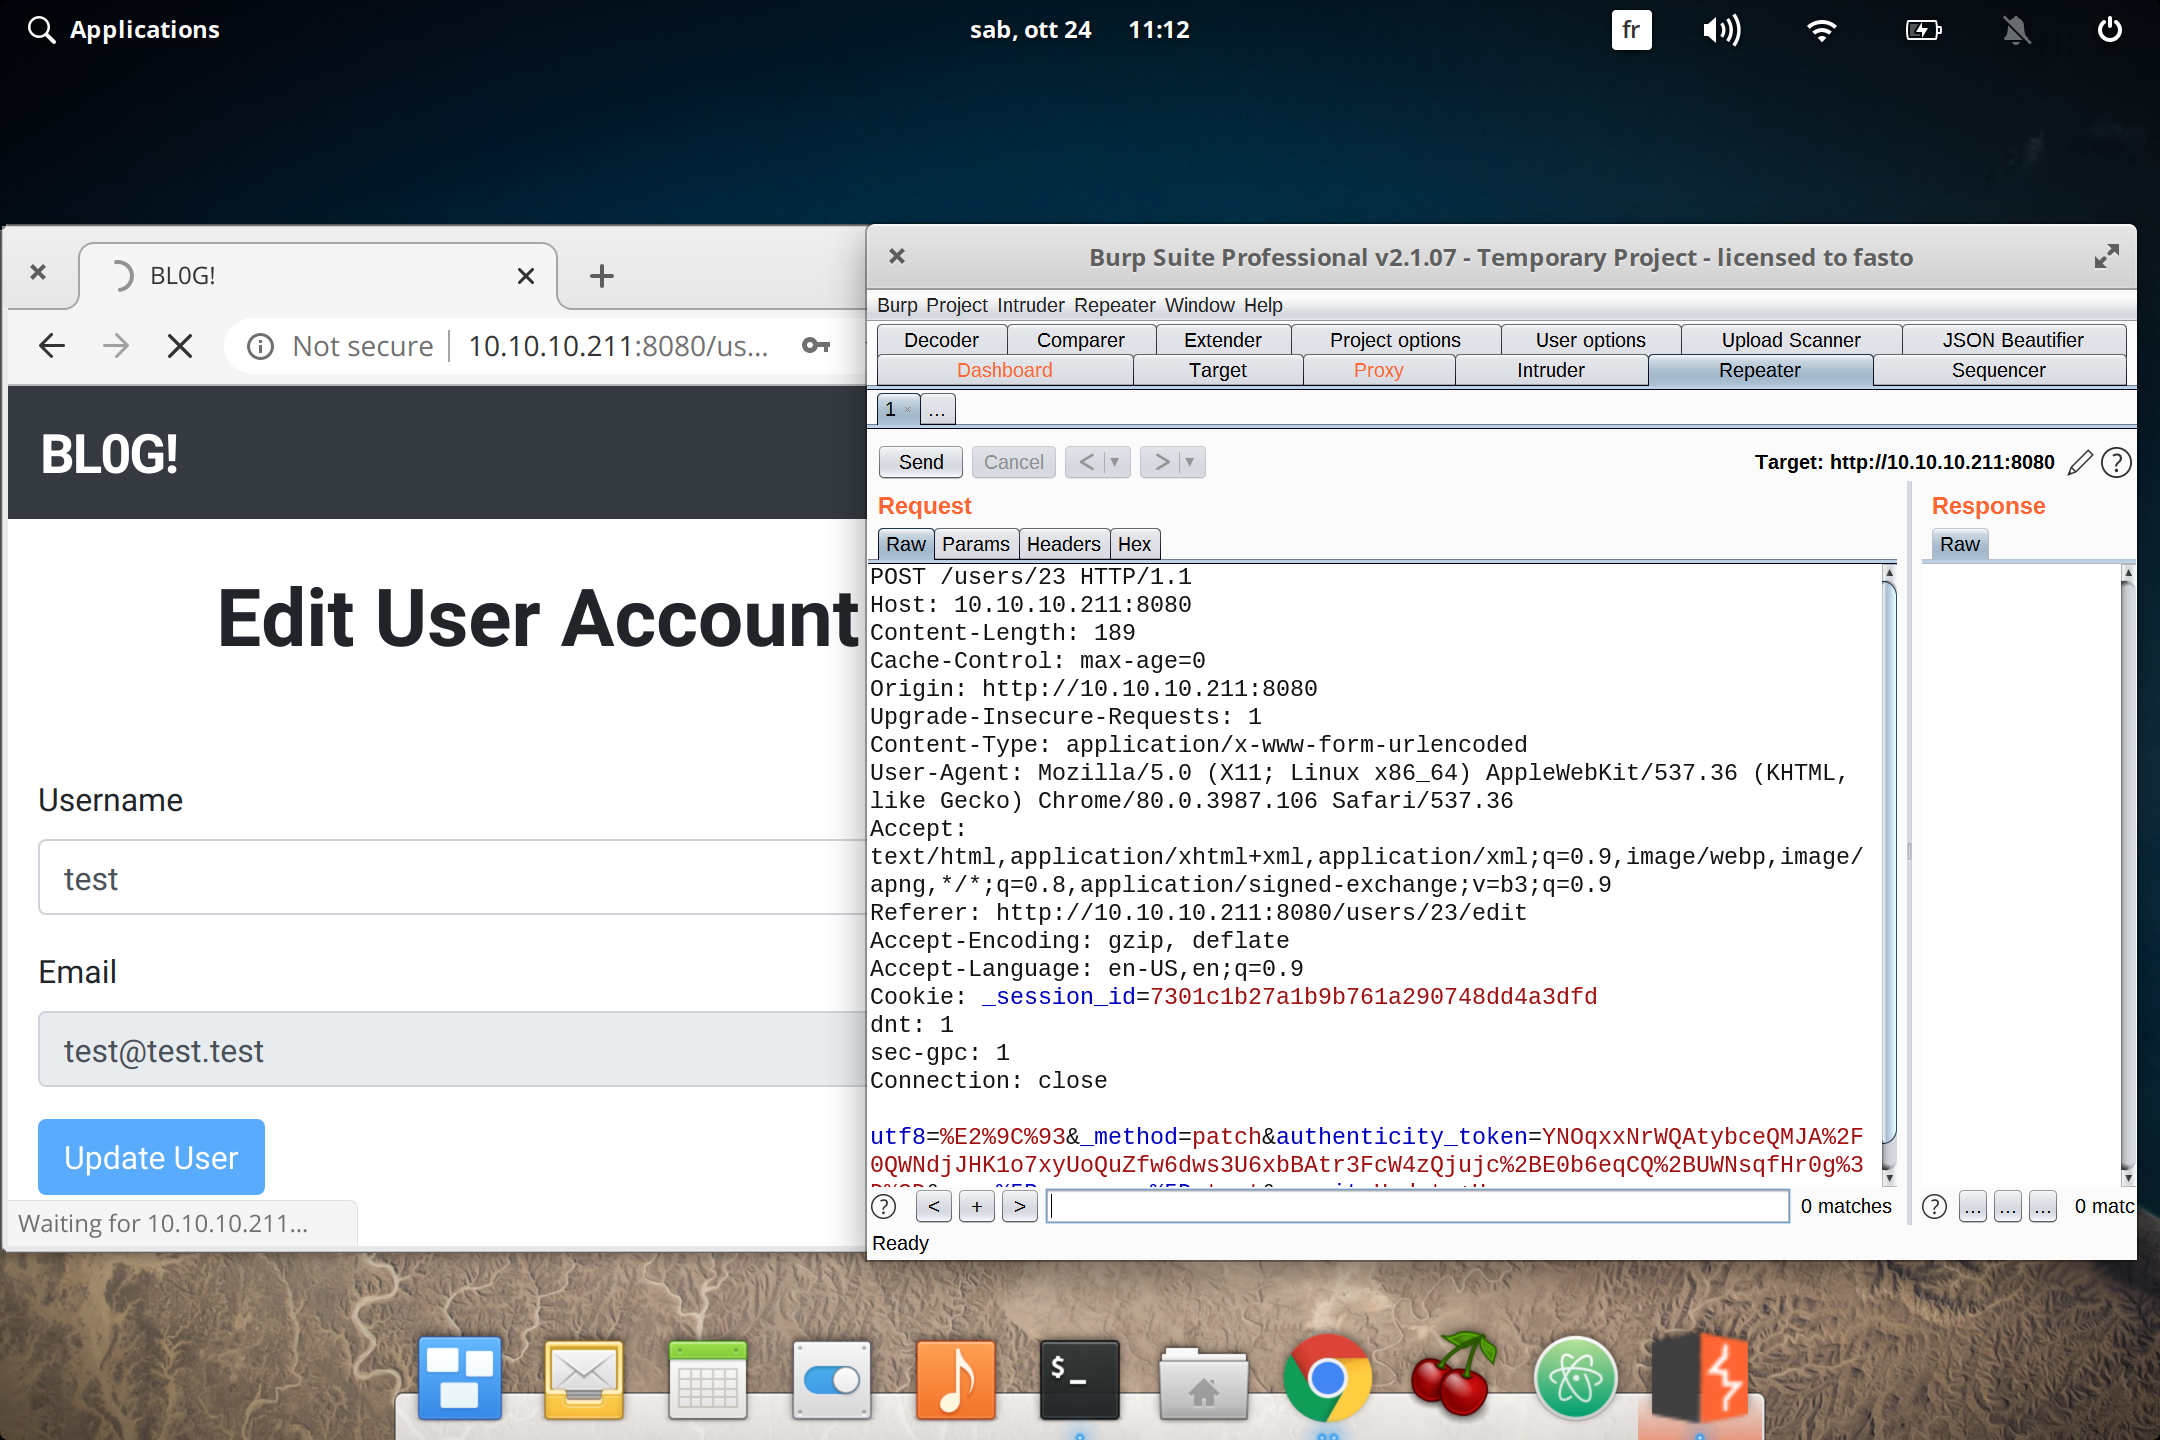 Applications
sab, ott 24 11:12
fr
BL0G!
Not secure 10.10.10.211:8080/us...
BL0G!
Edit User Account
Username
test
Email
test@test.test
Update User
Waiting for 10.10.10.211...
Burp Suite Professional v2.1.07 - Temporary Project - licensed to fasto
Burp Project Intruder Repeater Window Help
Decoder Comparer Extender Project options User options Upload Scanner JSON Beautifier
Dashboard Target Proxy Intruder Repeater Sequencer
1 × ...
Send Cancel < > Target: http://10.10.10.211:8080 ?
Request
Raw Params Headers Hex
POST /users/23 HTTP/1.1
Host: 10.10.10.211:8080
Content-Length: 189
Cache-Control: max-age=0
Origin: http://10.10.10.211:8080
Upgrade-Insecure-Requests: 1
Content-Type: application/x-www-form-urlencoded
User-Agent: Mozilla/5.0 (X11; Linux x86_64) AppleWebKit/537.36 (KHTML,
like Gecko) Chrome/80.0.3987.106 Safari/537.36
Accept:
text/html,application/xhtml+xml,application/xml;q=0.9,image/webp,image/
apng,*/*;q=0.8,application/signed-exchange;v=b3;q=0.9
Referer: http://10.10.10.211:8080/users/23/edit
Accept-Encoding: gzip, deflate
Accept-Language: en-US,en;q=0.9
Cookie: _session_id=7301c1b27a1b9b761a290748dd4a3dfd
dnt: 1
sec-gpc: 1
Connection: close
utf8=%E2%9C%93&_method=patch&authenticity_token=YNOqxxNrWQAtybceQMJA%2F
0QWNdjJHK1o7xyUoQuZfw6dws3U6xbBAtr3FcW4zQjujc%2BE0b6eqCQ%2BUWNsqfHr0g%3
? < + > 0 matches
Ready
Response
Raw
? ... ... ... 0 matc
$_